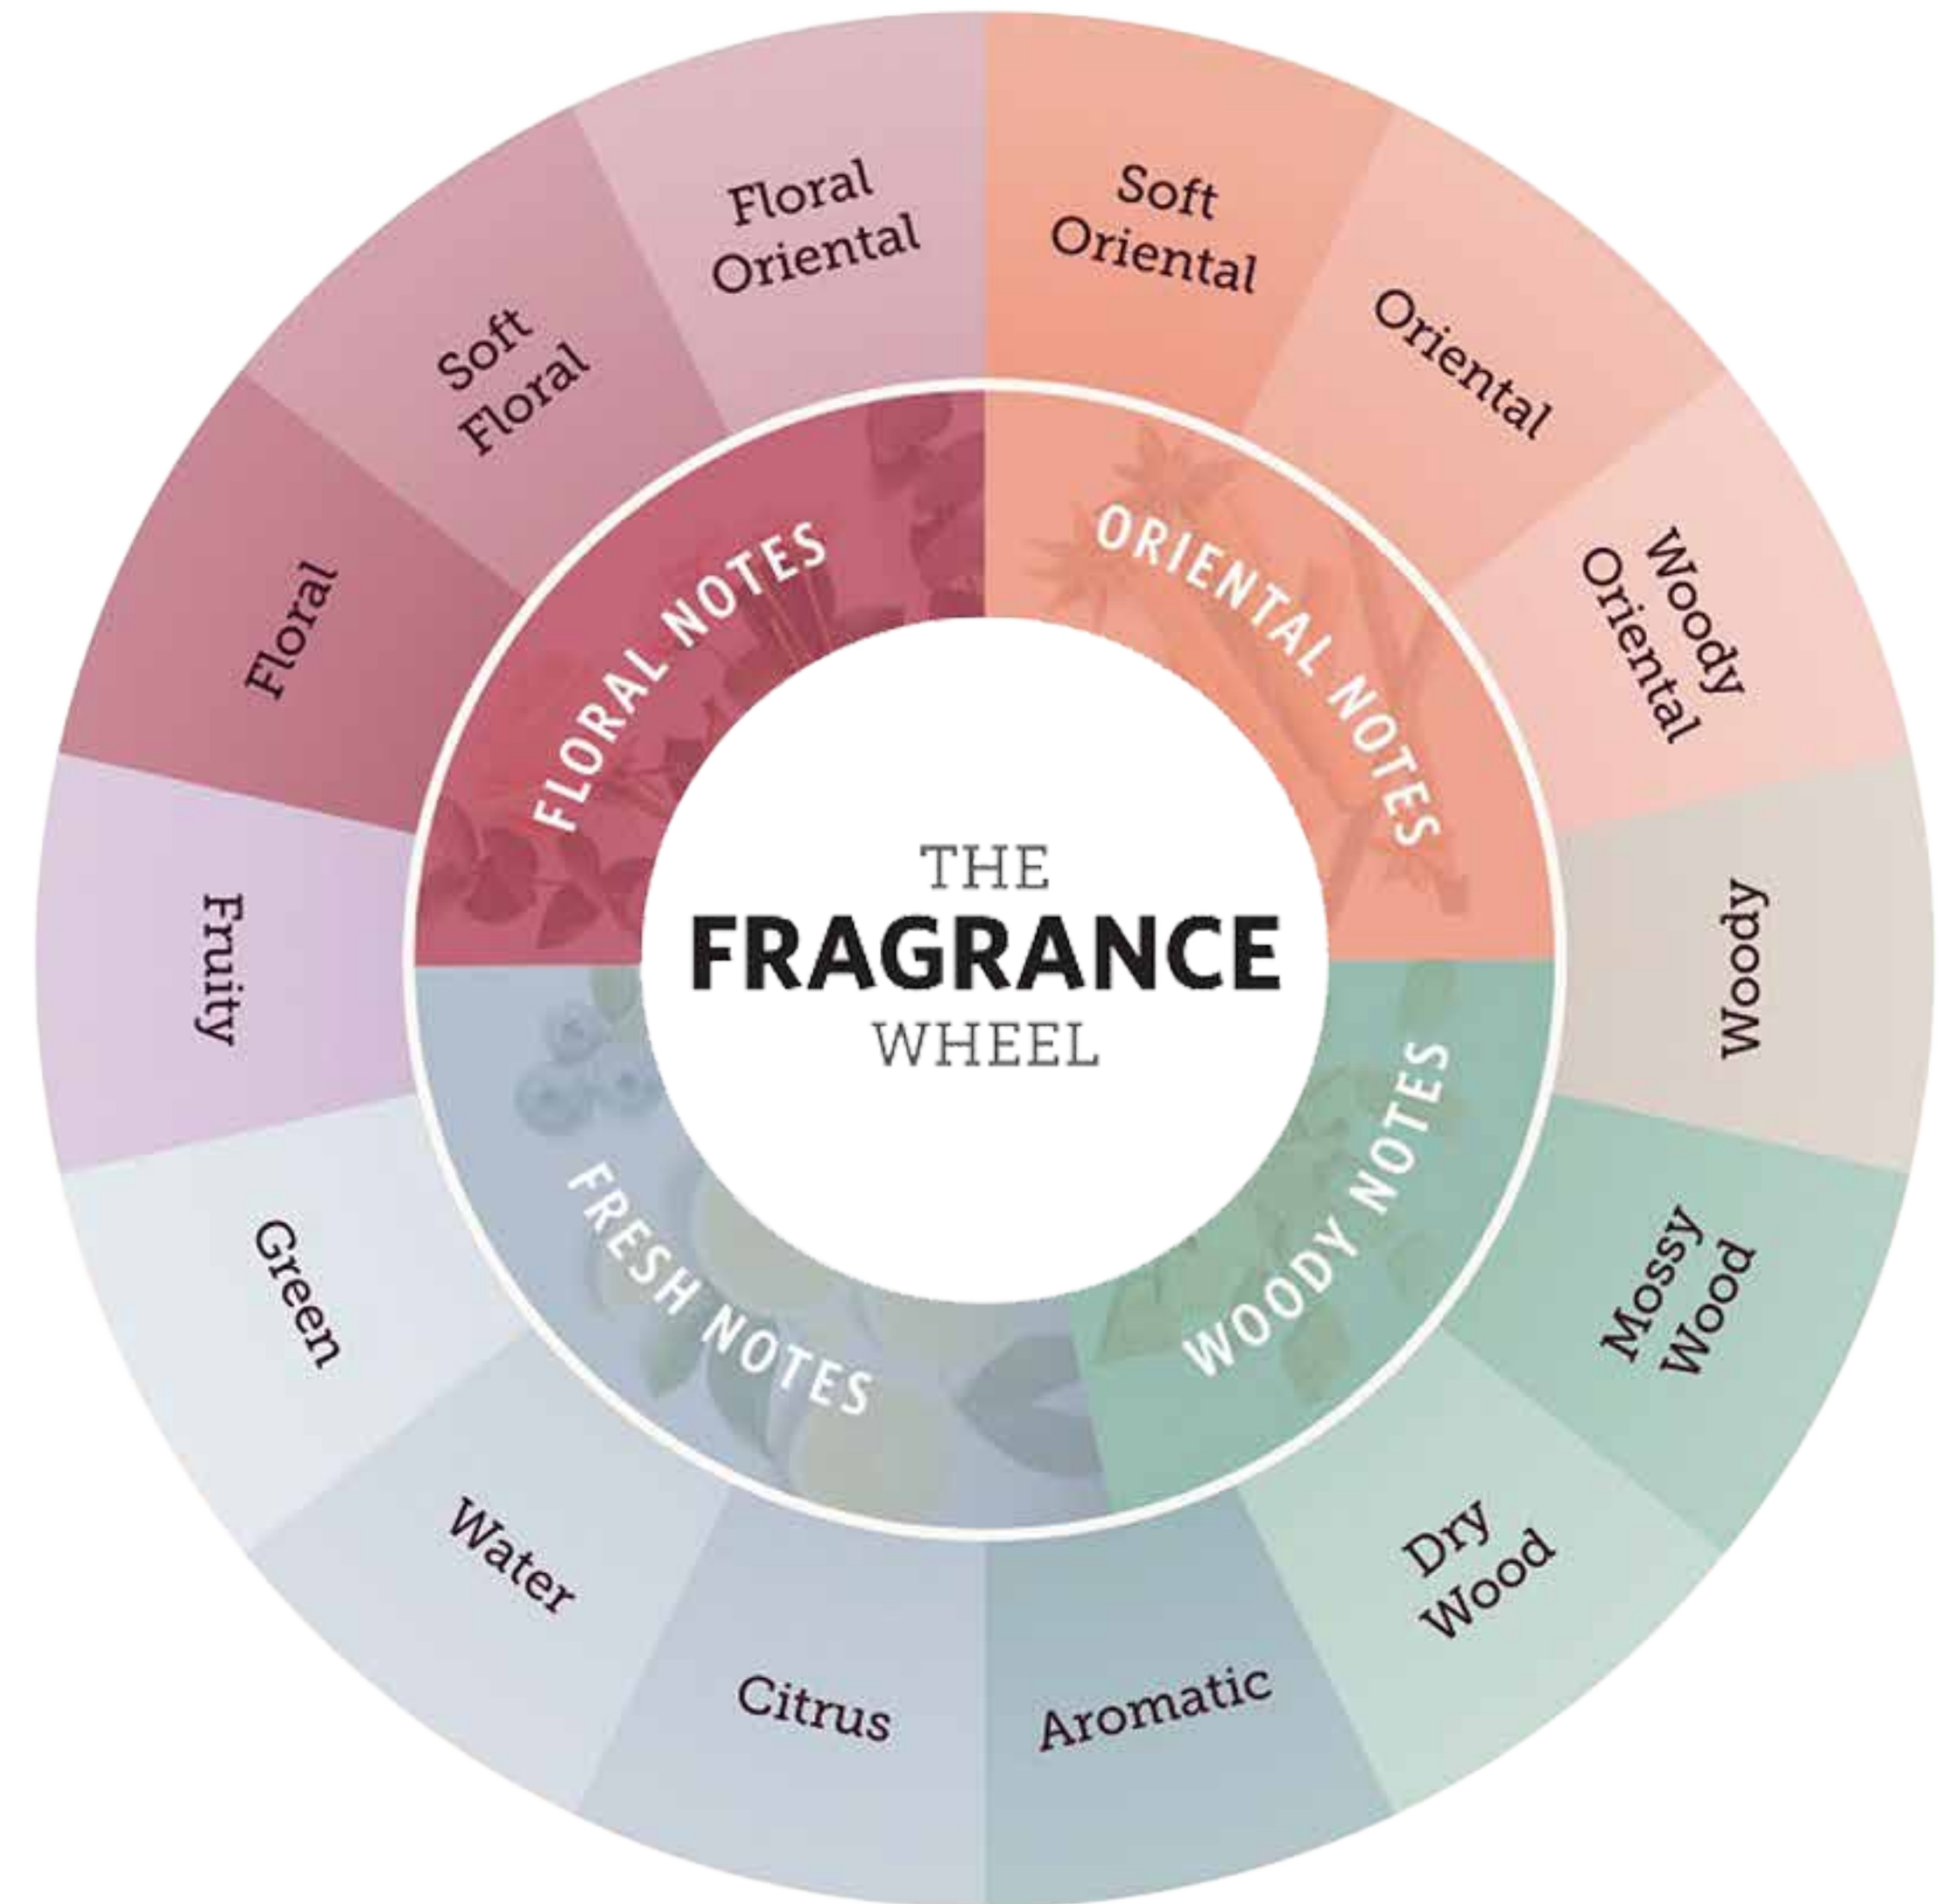 THE
FRAGRANCE
WHEEL
FLORAL NOTES
ORIENTAL NOTES
WOODY NOTES
FRESH NOTES
Floral
Oriental
Soft
Oriental
Oriental
Woody
Oriental
Woody
Mossy
Wood
Dry
Wood
Aromatic
Citrus
Water
Green
Fruity
Floral
Soft
Floral